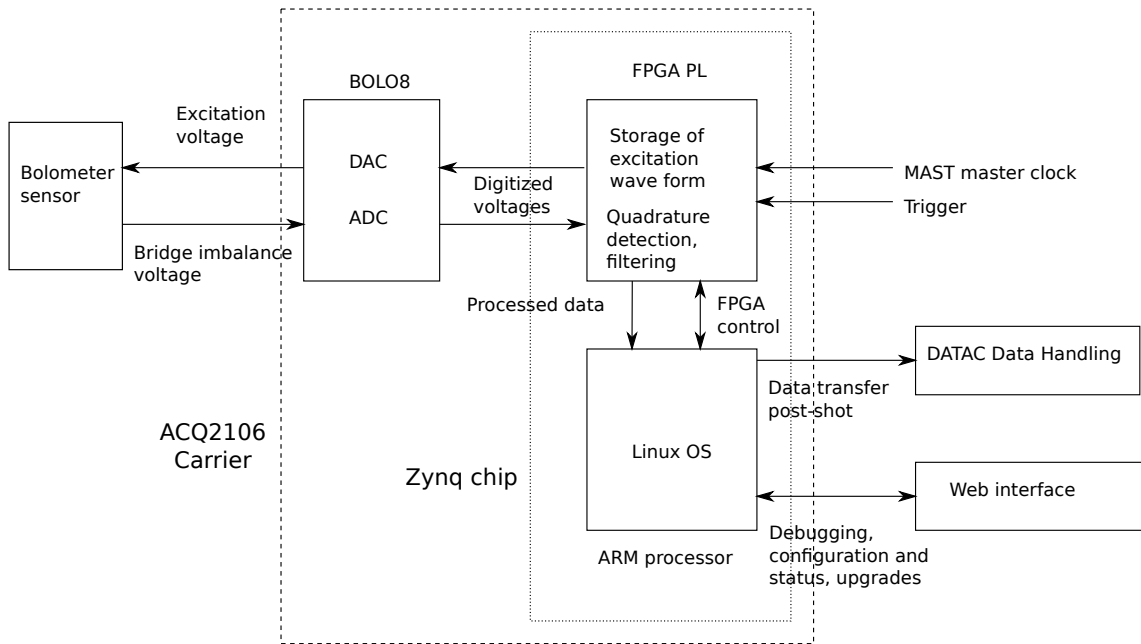 FPGA PL
BOLO8
Excitation
voltage
Bolometer
sensor
DAC
ADC
Bridge imbalance
voltage
Digitized
voltages
Storage of
excitation
wave form
Quadrature
detection,
filtering
MAST master clock
Trigger
Processed data
FPGA
control
DATAC Data Handling
Data transfer
post-shot
ACQ2106
Carrier
Zynq chip
Linux OS
Web interface
ARM processor
Debugging,
configuration and
status, upgrades